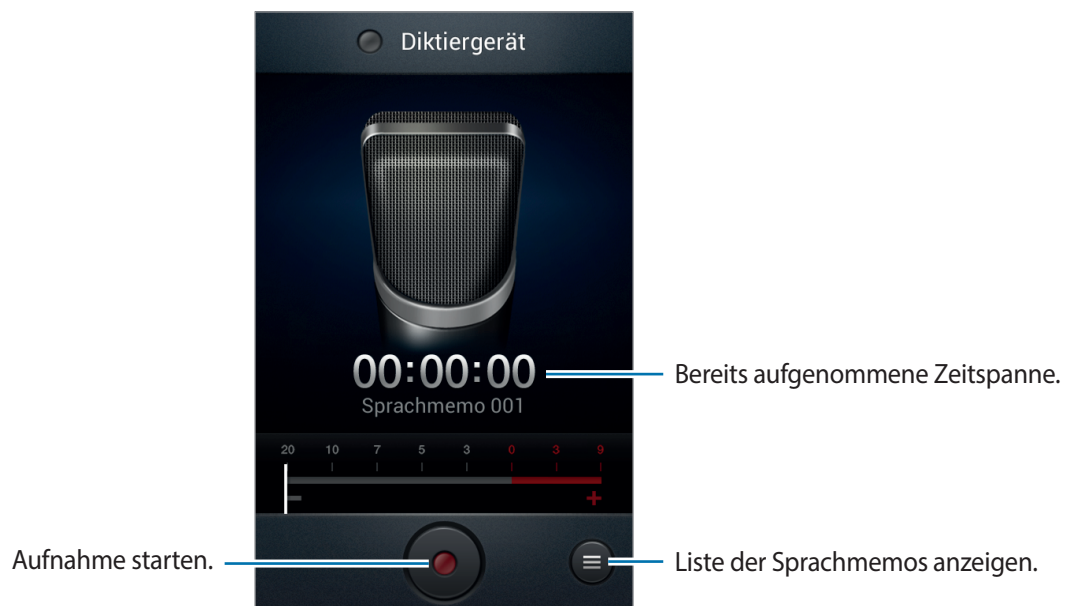 Diktiergerät
00:00:00
Bereits aufgenommene Zeitspanne.
Sprachmemo 001
20 10 7 5 3 0 3 9
− +
Aufnahme starten.
Liste der Sprachmemos anzeigen.